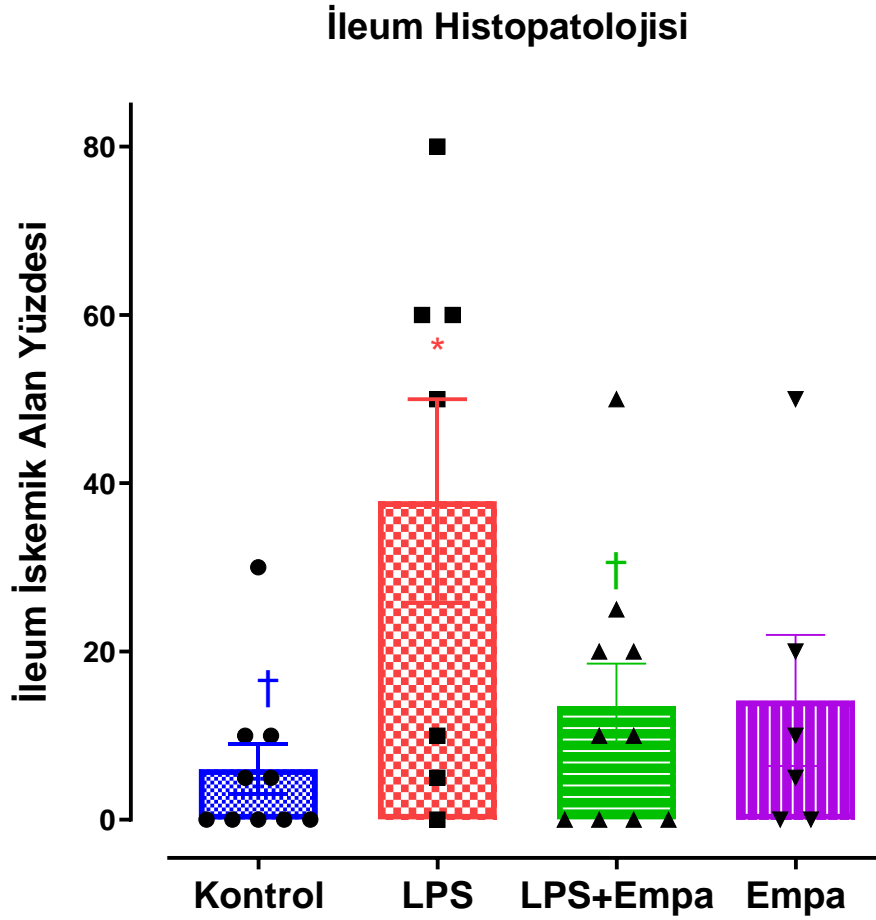 İleum Histopatolojisi
İleum İskemik Alan Yüzdesi
80
60
*
40
†
20
†
0
Kontrol LPS LPS+Empa Empa